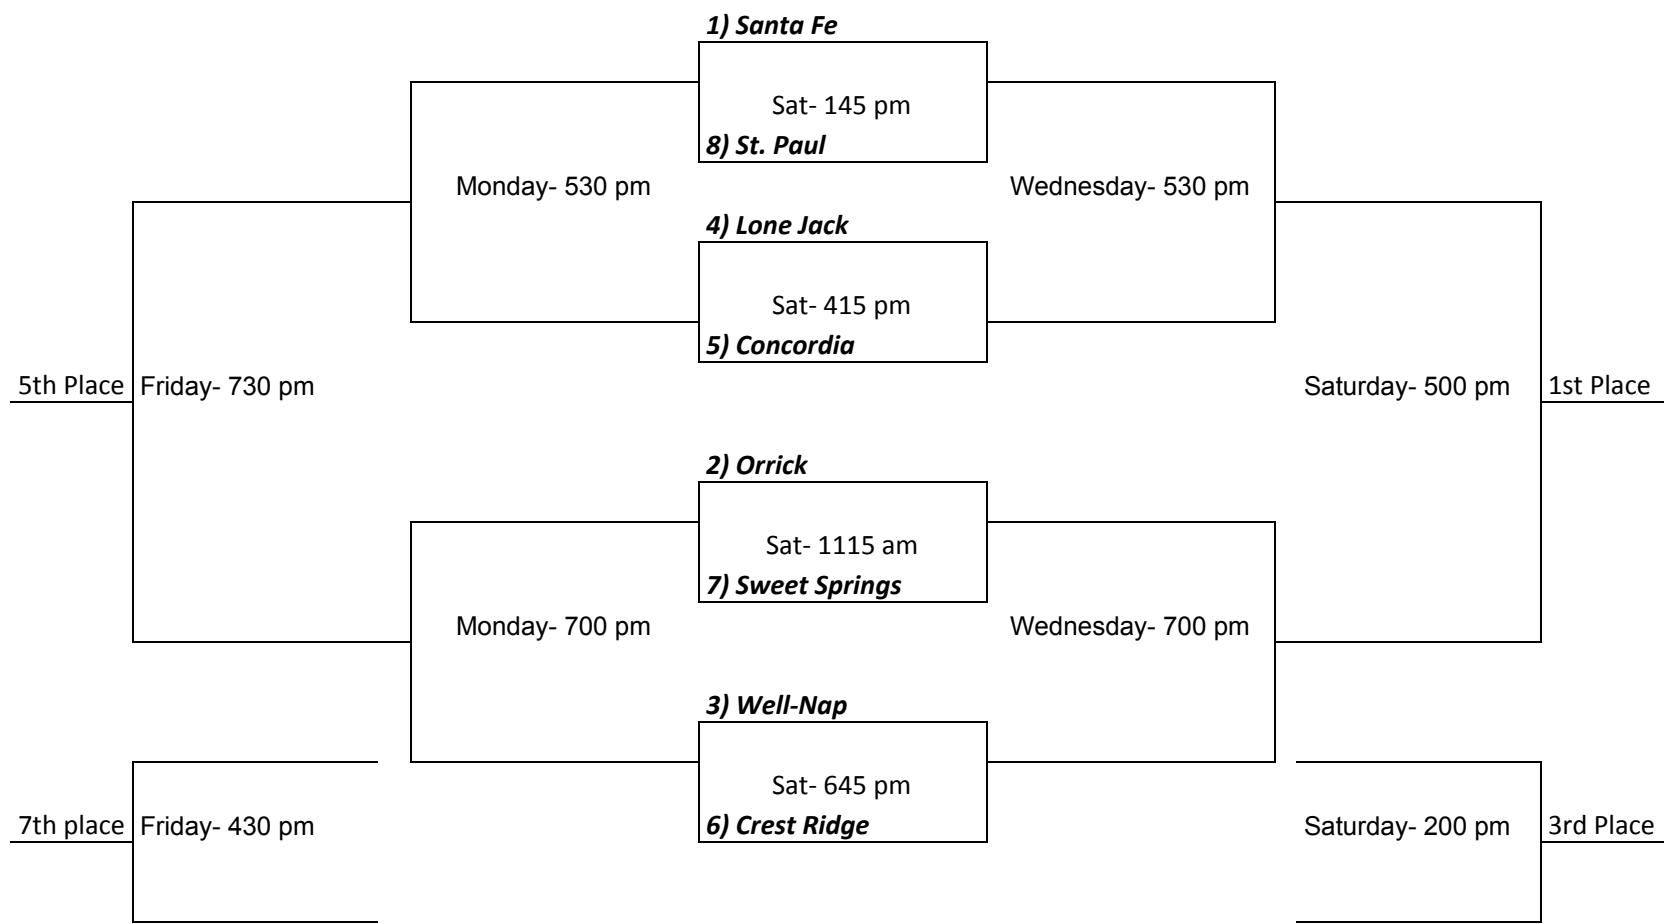 1) Santa Fe
Sat- 145 pm
8) St. Paul
Monday- 530 pm
Wednesday- 530 pm
4) Lone Jack
Sat- 415 pm
5) Concordia
5th Place
Friday- 730 pm
Saturday- 500 pm
1st Place
2) Orrick
Sat- 1115 am
7) Sweet Springs
Monday- 700 pm
Wednesday- 700 pm
3) Well-Nap
Sat- 645 pm
6) Crest Ridge
7th place
Friday- 430 pm
Saturday- 200 pm
3rd Place